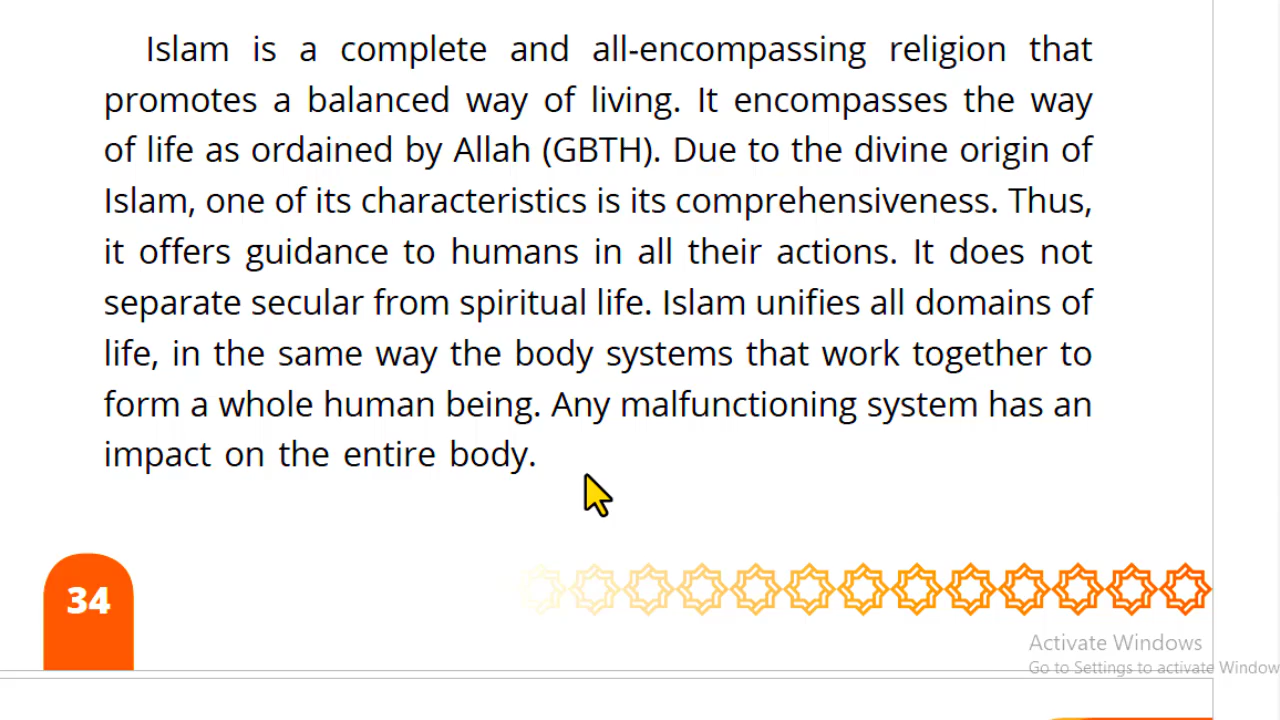 Islam is a complete and all-encompassing religion that
promotes a balanced way of living. It encompasses the way
of life as ordained by Allah (GBTH). Due to the divine origin of
Islam, one of its characteristics is its comprehensiveness. Thus,
it offers guidance to humans in all their actions. It does not
separate secular from spiritual life. Islam unifies all domains of
life, in the same way the body systems that work together to
form a whole human being. Any malfunctioning system has an
impact on the entire body.
34
Activate Windows
Go to Settings to activate Window